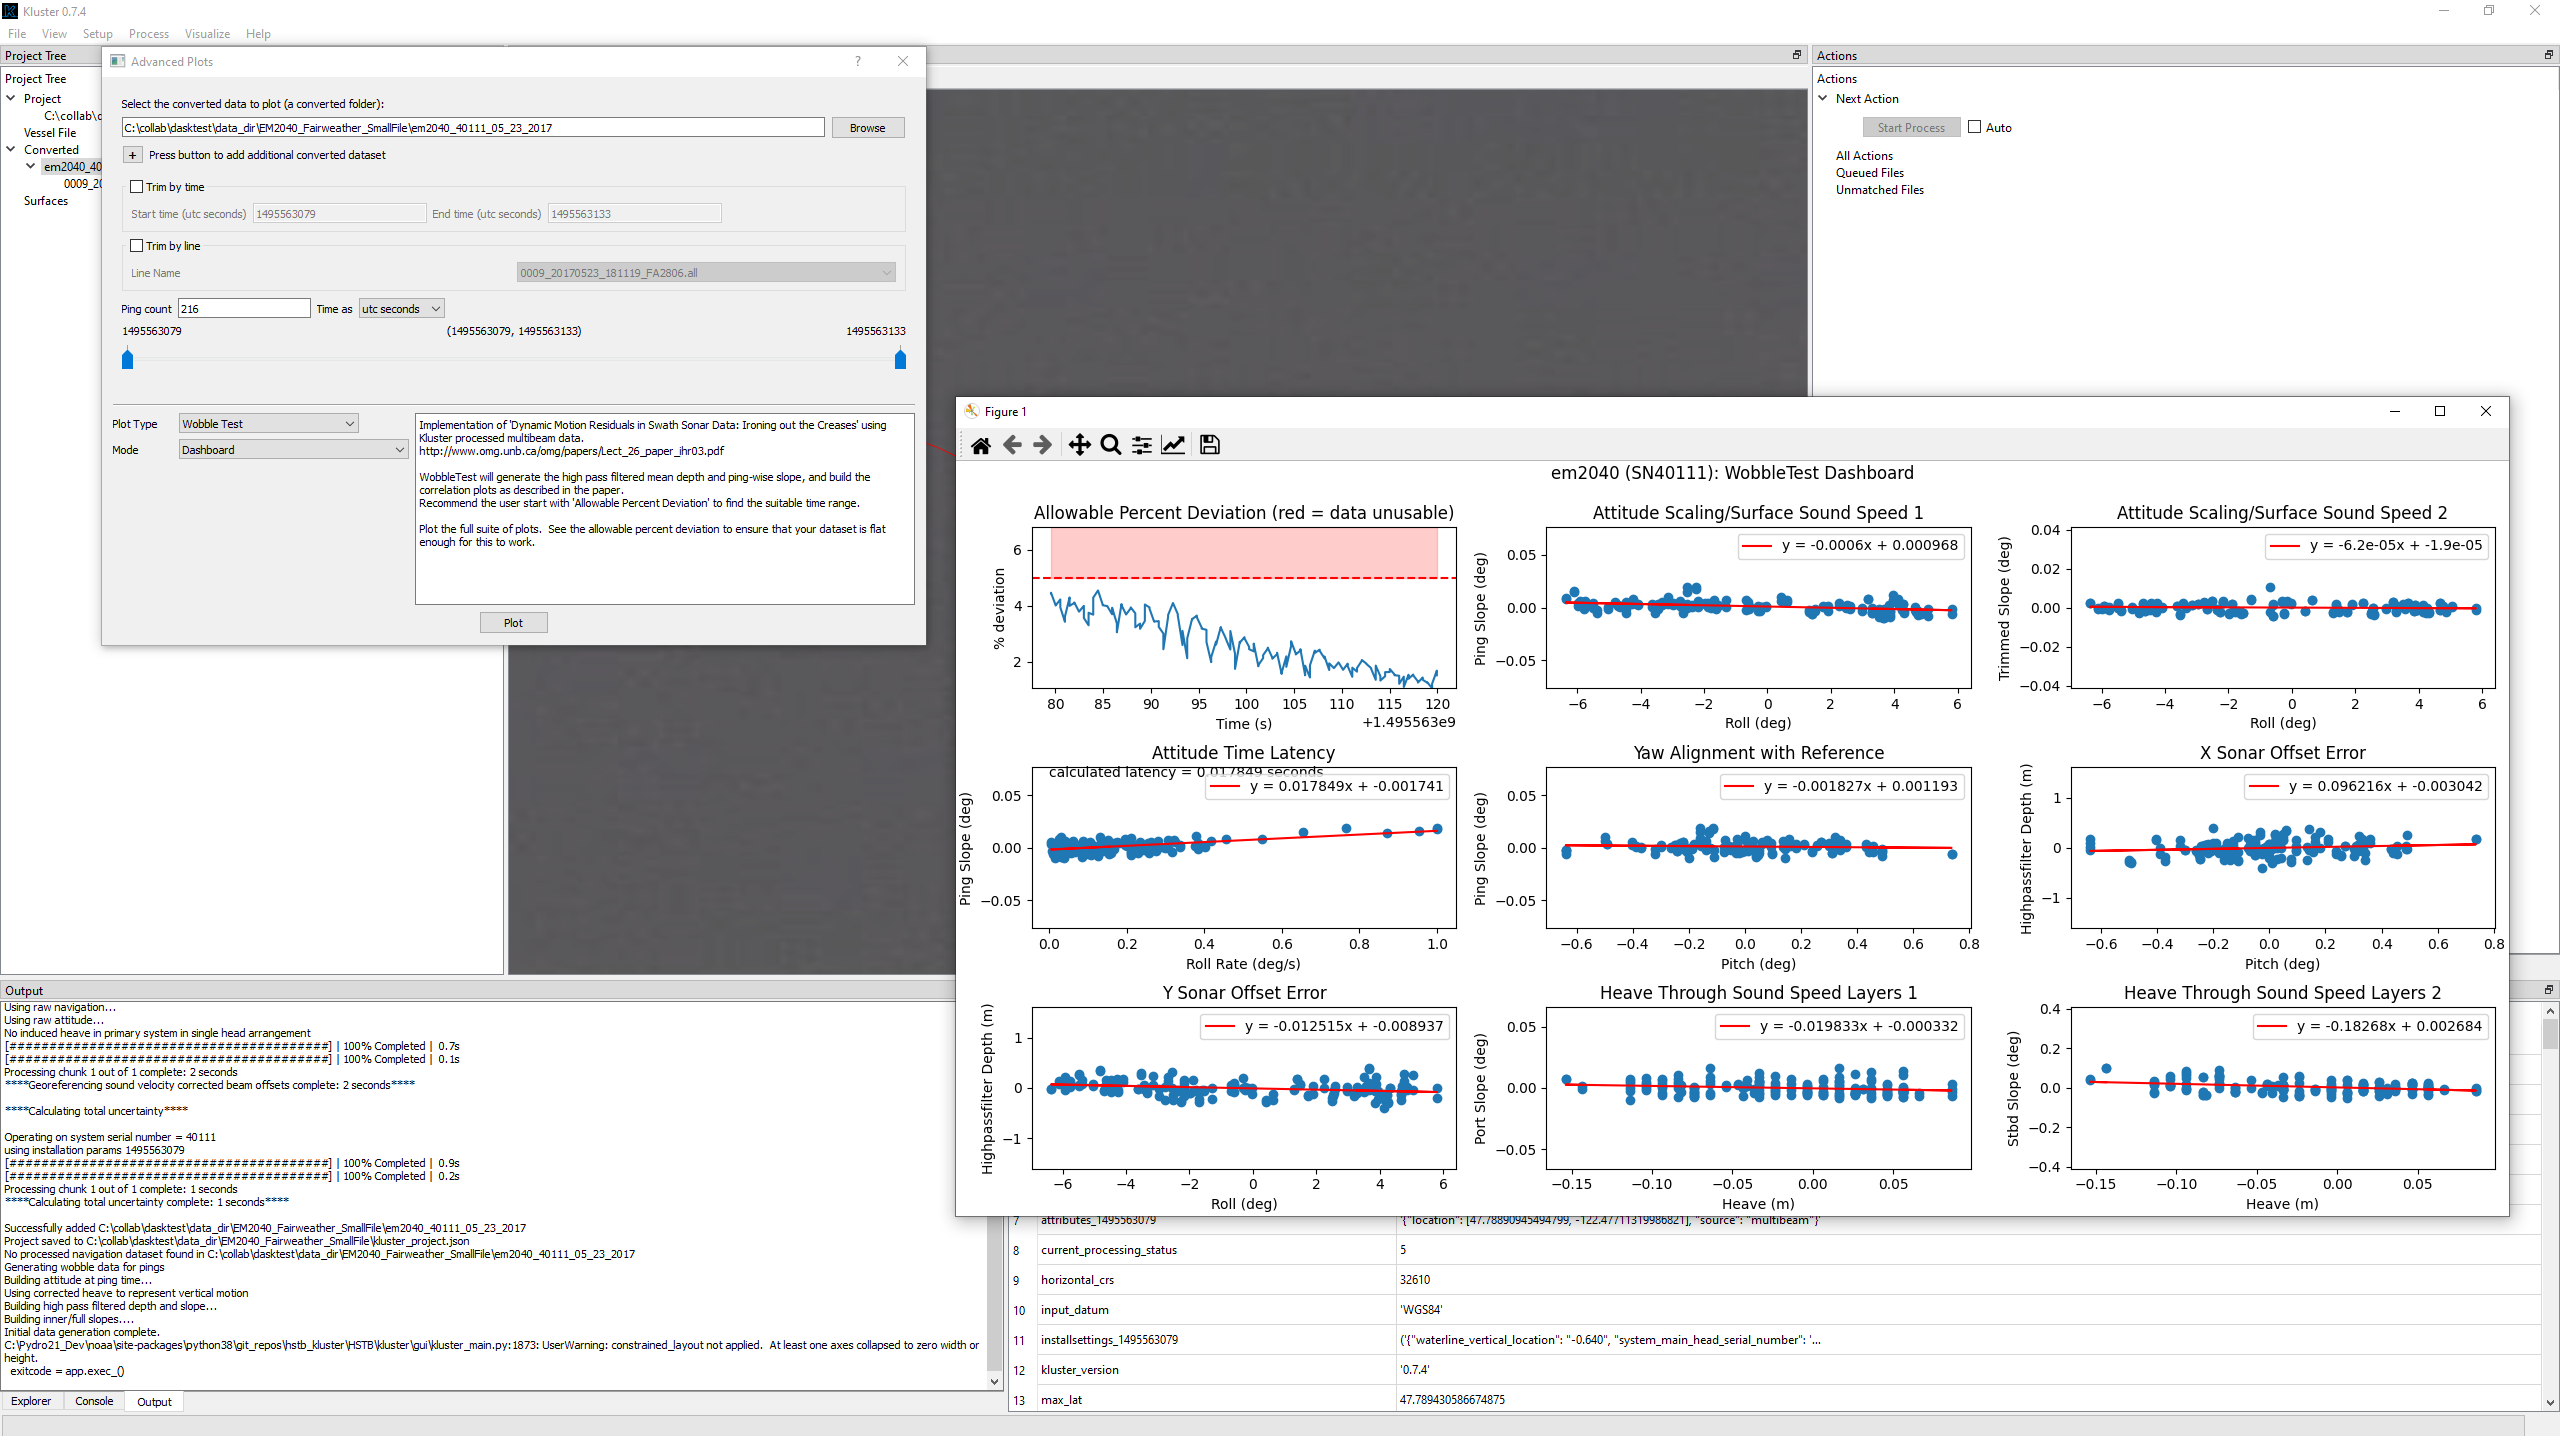 Kluster 0.7.4
File View Setup Process Visualize Help
Project Tree
Project Tree
Project
C:\collab\
Vessel File
Converted
em2040_40
0009_20
Surfaces
Advanced Plots
?
Select the converted data to plot (a converted folder):
C:\collab\dasktest\data_dir\EM2040_Fairweather_SmallFile\em2040_40111_05_23_2017
Browse
+ Press button to add additional converted dataset
Trim by time
Start time (utc seconds) 1495563079 End time (utc seconds) 1495563133
Trim by line
Line Name 0009_20170523_181119_FA2806.all
Ping count 216 Time as utc seconds
1495563079 (1495563079, 1495563133) 1495563133
Plot Type Wobble Test
Mode Dashboard
Implementation of 'Dynamic Motion Residuals in Swath Sonar Data: Ironing out the Creases' using
Kluster processed multibeam data.
http://www.omg.unb.ca/omg/papers/Lect_26_paper_ihr03.pdf
WobbleTest will generate the high pass filtered mean depth and ping-wise slope, and build the
correlation plots as described in the paper.
Recommend the user start with 'Allowable Percent Deviation' to find the suitable time range.
Plot the full suite of plots.  See the allowable percent deviation to ensure that your dataset is flat
enough for this to work.
Plot
Actions
Actions
Next Action
Start Process Auto
All Actions
Queued Files
Unmatched Files
Figure 1
em2040 (SN40111): WobbleTest Dashboard
Allowable Percent Deviation (red = data unusable)
% deviation
6
4
2
80 85 90 95 100 105 110 115 120
Time (s)
+1.495563e9
Attitude Scaling/Surface Sound Speed 1
y = -0.0006x + 0.000968
Ping Slope (deg)
0.05
0.00
−0.05
−6 −4 −2 0 2 4 6
Roll (deg)
Attitude Scaling/Surface Sound Speed 2
y = -6.2e-05x + -1.9e-05
Trimmed Slope (deg)
0.04
0.02
0.00
−0.02
−0.04
−6 −4 −2 0 2 4 6
Roll (deg)
Attitude Time Latency
calculated latency = 0.017849 seconds
y = 0.017849x + -0.001741
Ping Slope (deg)
0.05
0.00
−0.05
0.0 0.2 0.4 0.6 0.8 1.0
Roll Rate (deg/s)
Yaw Alignment with Reference
y = -0.001827x + 0.001193
Ping Slope (deg)
0.05
0.00
−0.05
−0.6 −0.4 −0.2 0.0 0.2 0.4 0.6 0.8
Pitch (deg)
X Sonar Offset Error
y = 0.096216x + -0.003042
Highpassfilter Depth (m)
1
0
−1
−0.6 −0.4 −0.2 0.0 0.2 0.4 0.6 0.8
Pitch (deg)
Y Sonar Offset Error
y = -0.012515x + -0.008937
Highpassfilter Depth (m)
1
0
−1
−6 −4 −2 0 2 4 6
Roll (deg)
Heave Through Sound Speed Layers 1
y = -0.019833x + -0.000332
Port Slope (deg)
0.05
0.00
−0.05
−0.15 −0.10 −0.05 0.00 0.05
Heave (m)
Heave Through Sound Speed Layers 2
y = -0.18268x + 0.002684
Stbd Slope (deg)
0.4
0.2
0.0
−0.2
−0.4
−0.15 −0.10 −0.05 0.00 0.05
Heave (m)
Output
Using raw navigation...
Using raw attitude...
No induced heave in primary system in single head arrangement
[########################################] | 100% Completed |  0.7s
[########################################] | 100% Completed |  0.1s
Processing chunk 1 out of 1 complete: 2 seconds
****Georeferencing sound velocity corrected beam offsets complete: 2 seconds****
****Calculating total uncertainty****
Operating on system serial number = 40111
using installation params 1495563079
[########################################] | 100% Completed |  0.9s
[########################################] | 100% Completed |  0.2s
Processing chunk 1 out of 1 complete: 1 seconds
****Calculating total uncertainty complete: 1 seconds****
Successfully added C:\collab\dasktest\data_dir\EM2040_Fairweather_SmallFile\em2040_40111_05_23_2017
Project saved to C:\collab\dasktest\data_dir\EM2040_Fairweather_SmallFile\kluster_project.json
No processed navigation dataset found in C:\collab\dasktest\data_dir\EM2040_Fairweather_SmallFile\em2040_40111_05_23_2017
Generating wobble data for pings
Building attitude at ping time...
Using corrected heave to represent vertical motion
Building high pass filtered depth and slope...
Building inner/full slopes....
Initial data generation complete.
C:\Pydro21_Dev\noaa\site-packages\python38\git_repos\hstb_kluster\HSTB\kluster\gui\kluster_main.py:1873: UserWarning: constrained_layout not applied.  At least one axes collapsed to zero width or
height.
exitcode = app.exec_()
Explorer Console Output
7 attributes_1495563079 '{"location": [47.78890945494799, -122.47711319986821], "source": "multibeam"}'
8 current_processing_status 5
9 horizontal_crs 32610
10 input_datum 'WGS84'
11 installsettings_1495563079 ('{"waterline_vertical_location": "-0.640", "system_main_head_serial_number": '...
12 kluster_version '0.7.4'
13 max_lat 47.789430586674875